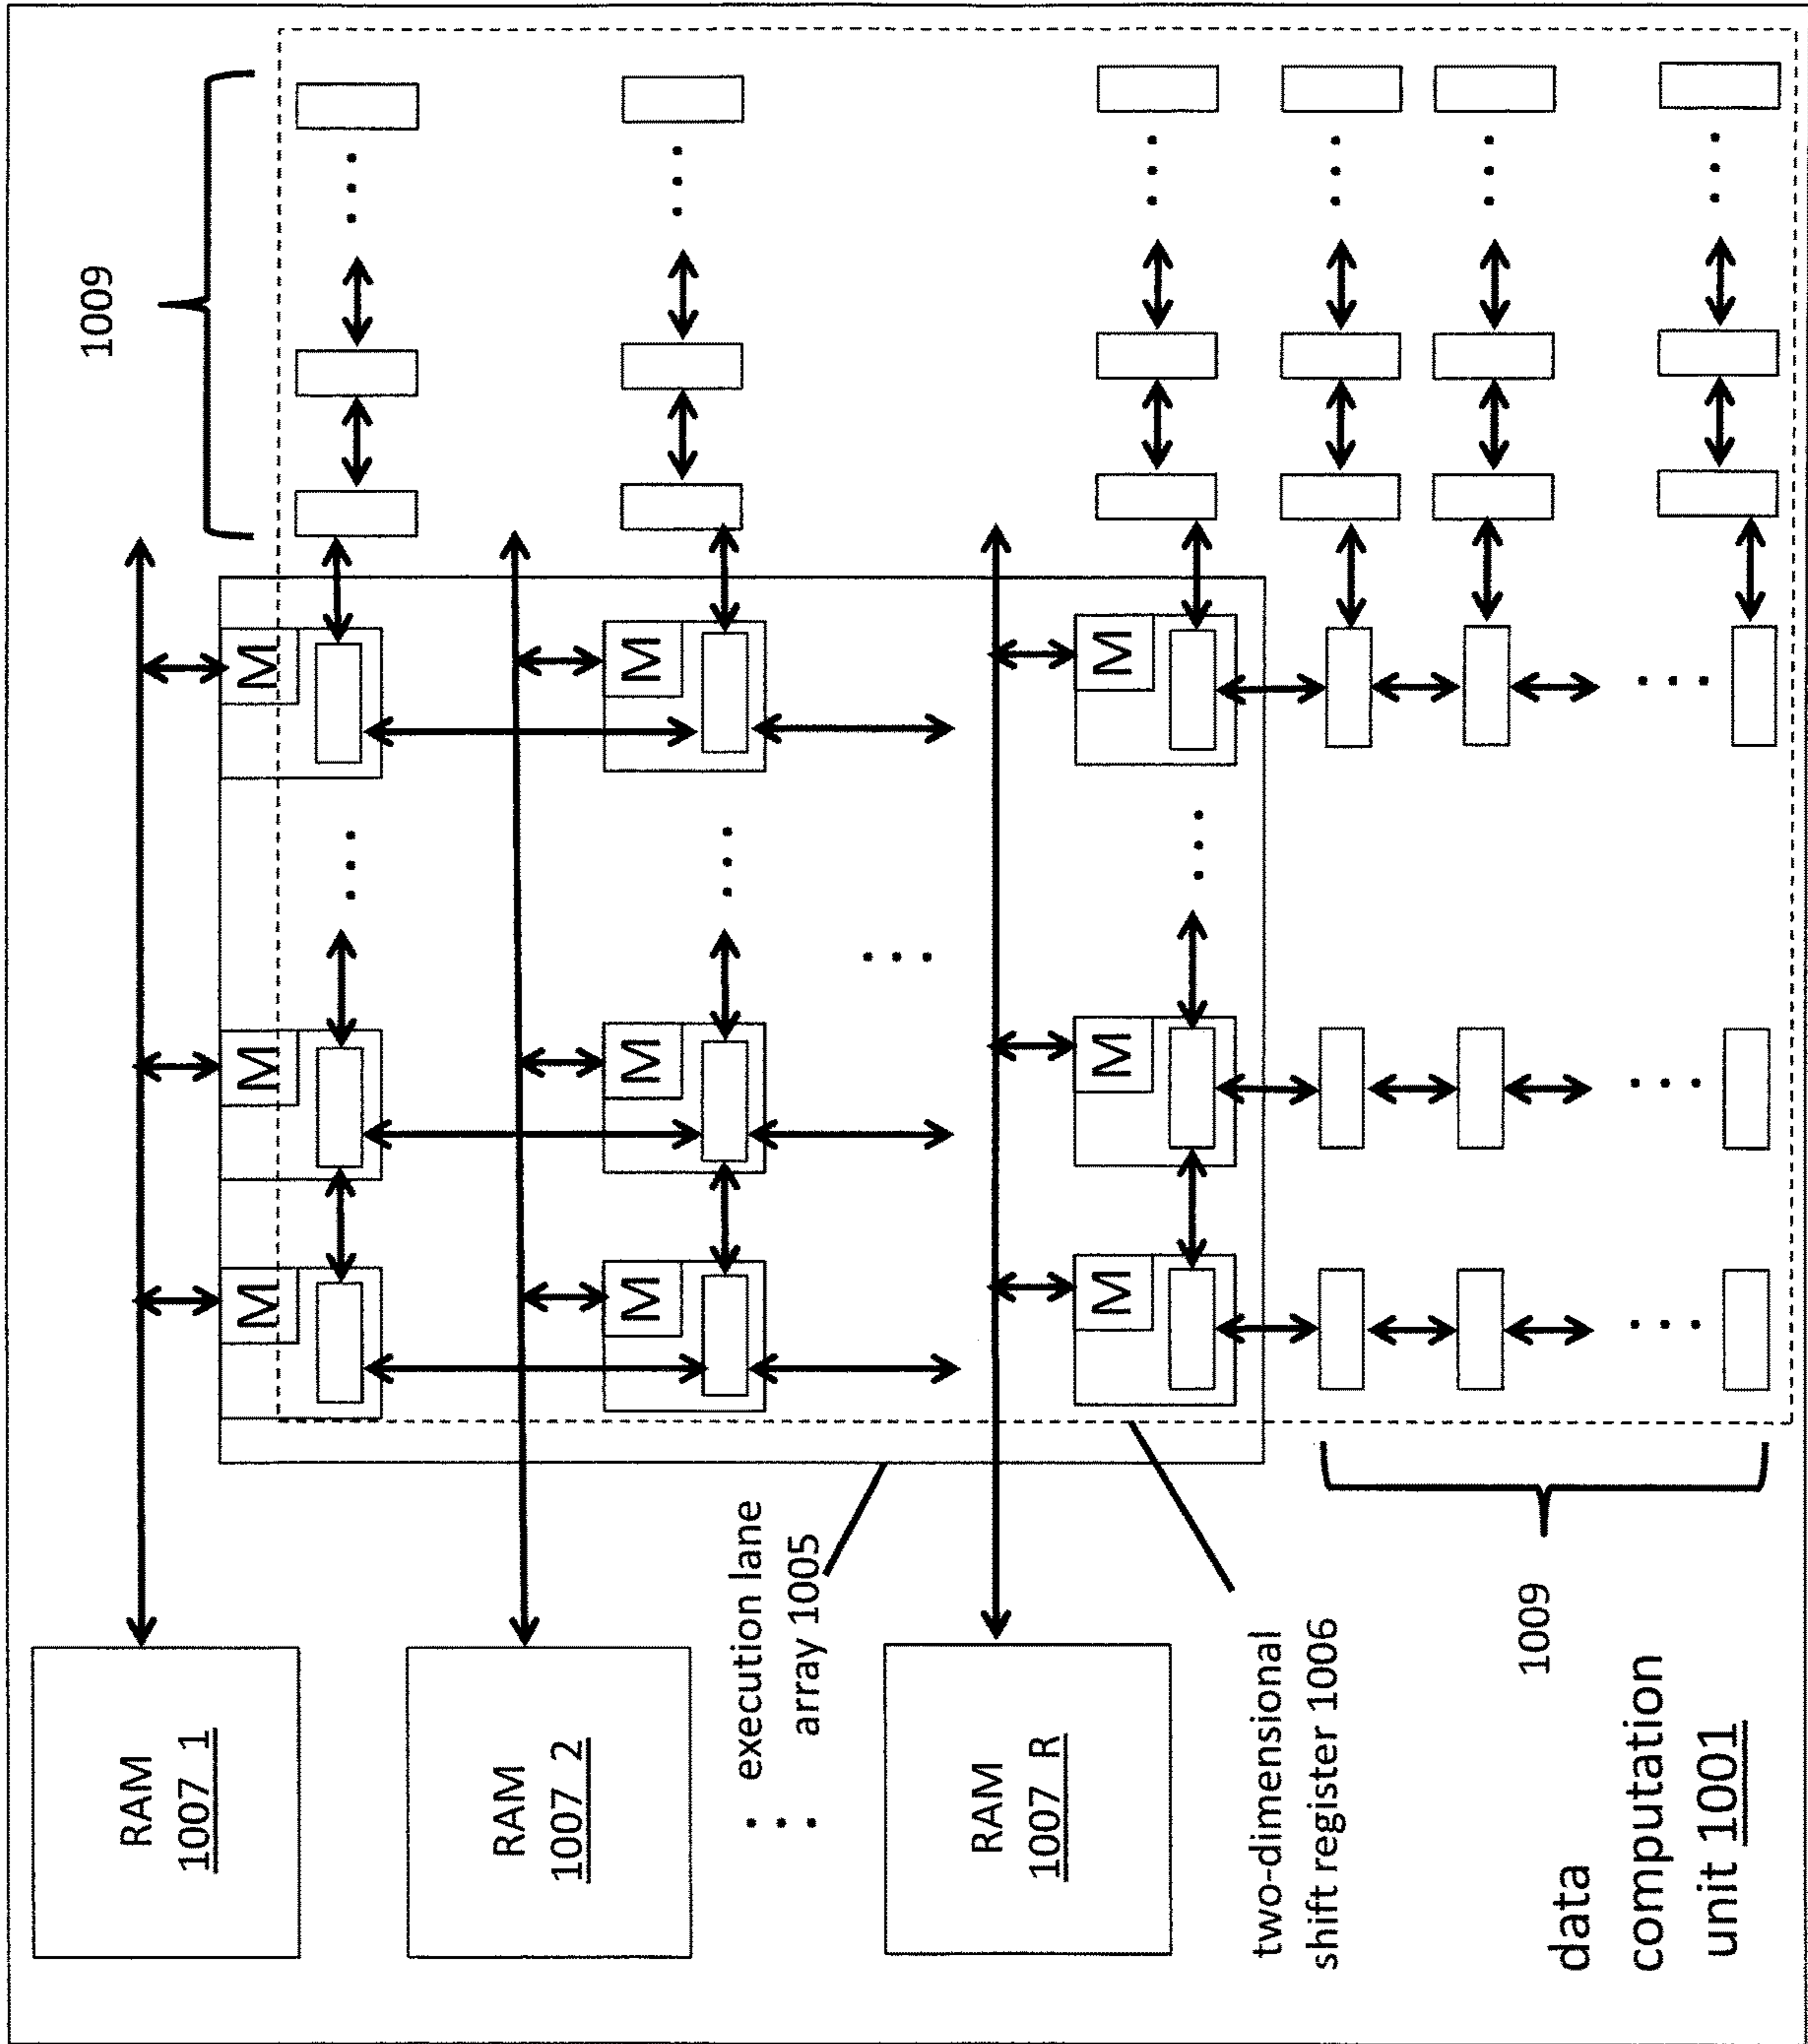 1009
RAM
1007_1
M M M
RAM
1007_2
M M M
execution lane
array 1005
RAM
1007_R
M M M
two-dimensional
shift register 1006
1009
data
computation
unit 1001